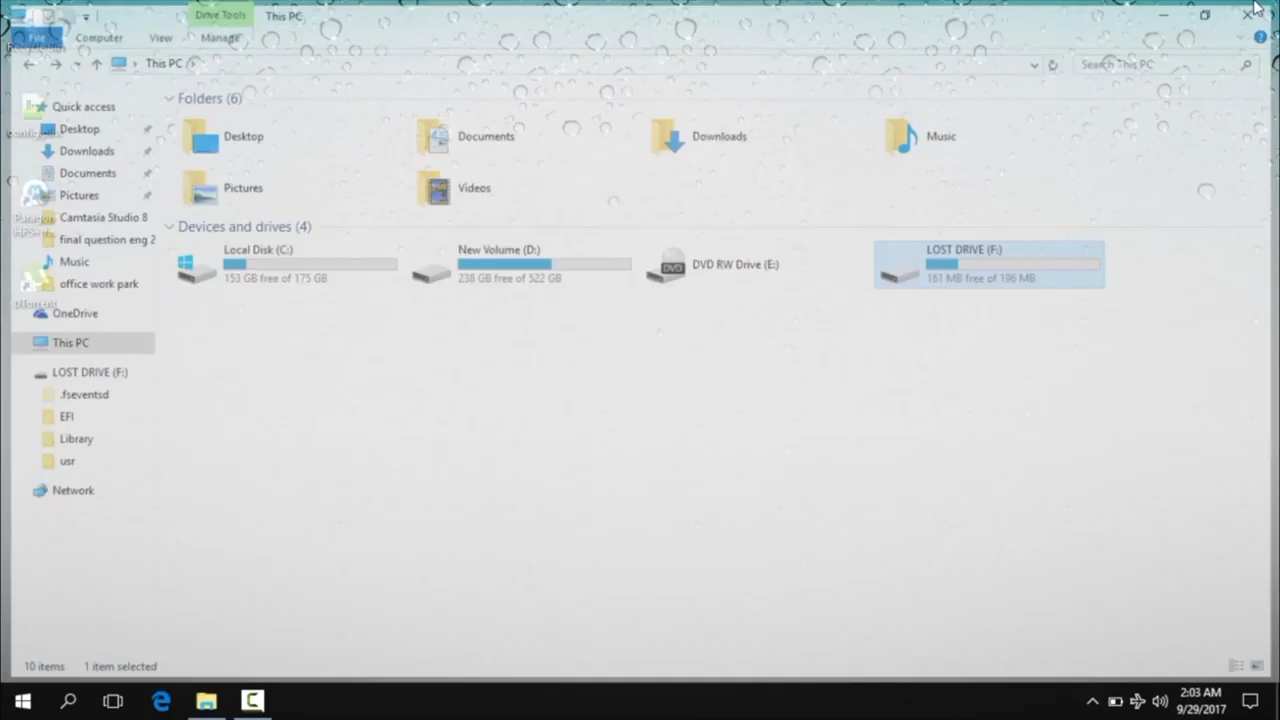 Drive Tools
This PC
File
Computer
View
Manage
This PC
Search This PC
Quick access
Desktop
Downloads
Documents
Pictures
Camtasia Studio 8
final question eng 2
Music
office work park
OneDrive
This PC
LOST DRIVE (F:)
.fseventsd
EFI
Library
usr
Network
Folders (6)
Desktop
Documents
Downloads
Music
Pictures
Videos
Devices and drives (4)
Local Disk (C:)
153 GB free of 175 GB
New Volume (D:)
238 GB free of 522 GB
DVD RW Drive (E:)
DVD
LOST DRIVE (F:)
161 MB free of 196 MB
Paragon
µTorrent
10 items
1 item selected
2:03 AM
9/29/2017